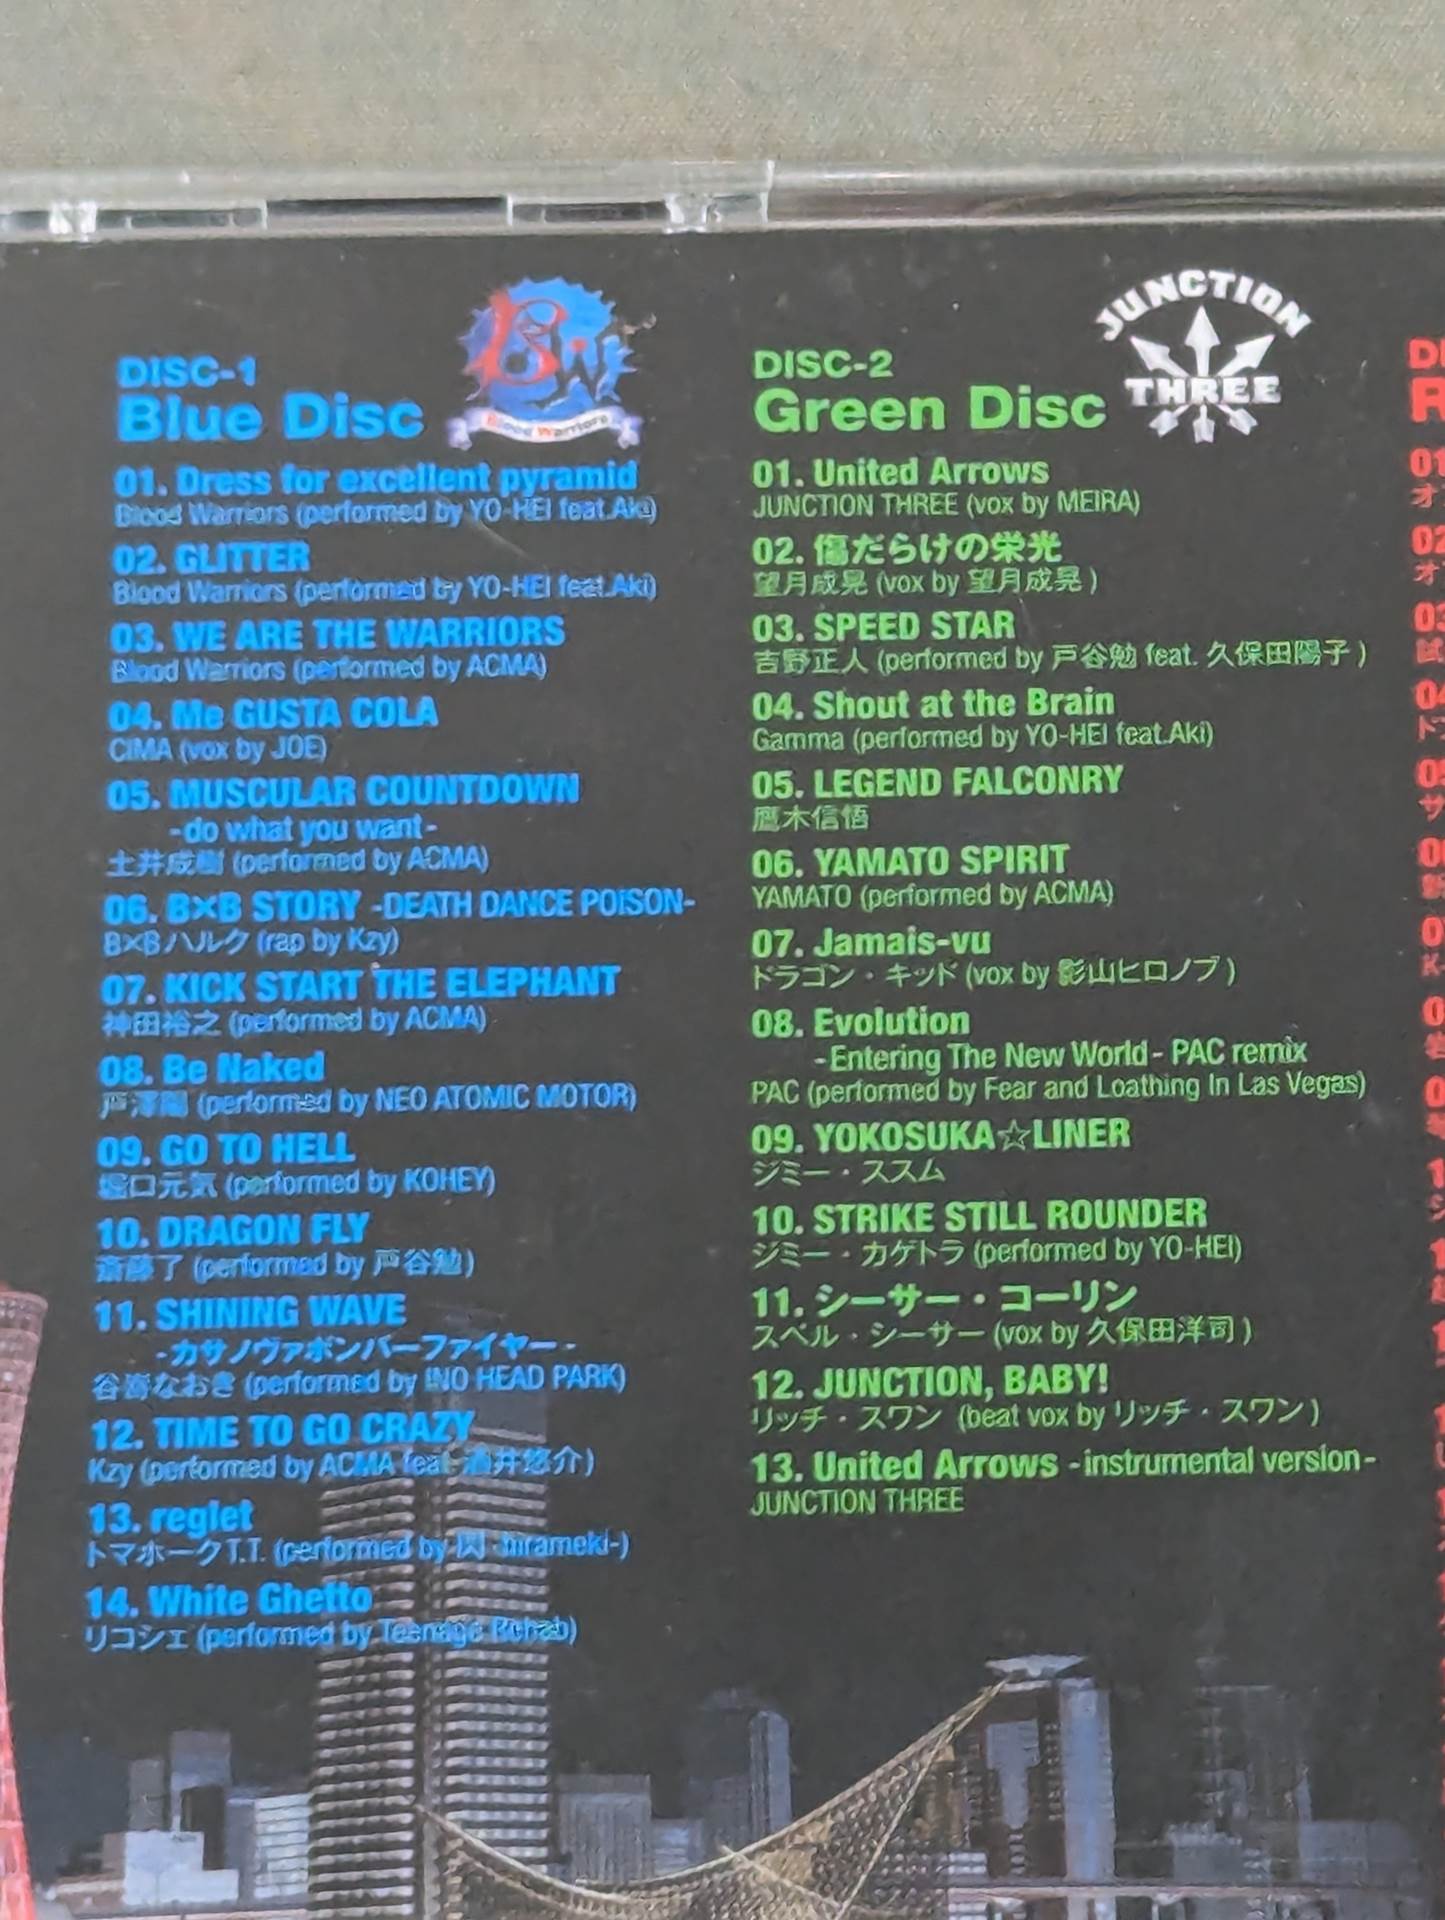 DISC-1
Blue Disc
BW
Blood Warriors
01. Dress for excellent pyramid
Blood Warriors (performed by YO-HEI feat.Aki)
02. GLITTER
Blood Warriors (performed by YO-HEI feat.Aki)
03. WE ARE THE WARRIORS
Blood Warriors (performed by ACMA)
04. Me GUSTA COLA
CIMA (vox by JOE)
05. MUSCULAR COUNTDOWN
-do what you want-
土井成樹 (performed by ACMA)
06. B×B STORY -DEATH DANCE POISON-
B×Bハルク (rap by Kzy)
07. KICK START THE ELEPHANT
神田裕之 (performed by ACMA)
08. Be Naked
戸澤陽 (performed by NEO ATOMIC MOTOR)
09. GO TO HELL
堀口元気 (performed by KOHEY)
10. DRAGON FLY
斎藤了 (performed by 戸谷勉)
11. SHINING WAVE
-カサノヴァボンバーファイヤー-
谷嵜なおき (performed by INO HEAD PARK)
12. TIME TO GO CRAZY
Kzy (performed by ACMA feat. 酒井悠介)
13. reglet
トマホークT.T. (performed by 閃 -hirameki-)
14. White Ghetto
リコシェ (performed by Teenage Rehab)
DISC-2
Green Disc
JUNCTION
THREE
01. United Arrows
JUNCTION THREE (vox by MEIRA)
02. 傷だらけの栄光
望月成晃 (vox by 望月成晃)
03. SPEED STAR
吉野正人 (performed by 戸谷勉 feat. 久保田陽子)
04. Shout at the Brain
Gamma (performed by YO-HEI feat.Aki)
05. LEGEND FALCONRY
鷹木信悟
06. YAMATO SPIRIT
YAMATO (performed by ACMA)
07. Jamais-vu
ドラゴン・キッド (vox by 影山ヒロノブ)
08. Evolution
-Entering The New World- PAC remix
PAC (performed by Fear and Loathing In Las Vegas)
09. YOKOSUKA☆LINER
ジミー・ススム
10. STRIKE STILL ROUNDER
ジミー・カゲトラ (performed by YO-HEI)
11. シーサー・コーリン
スペル・シーサー (vox by 久保田洋司)
12. JUNCTION, BABY!
リッチ・スワン (beat vox by リッチ・スワン)
13. United Arrows -instrumental version-
JUNCTION THREE